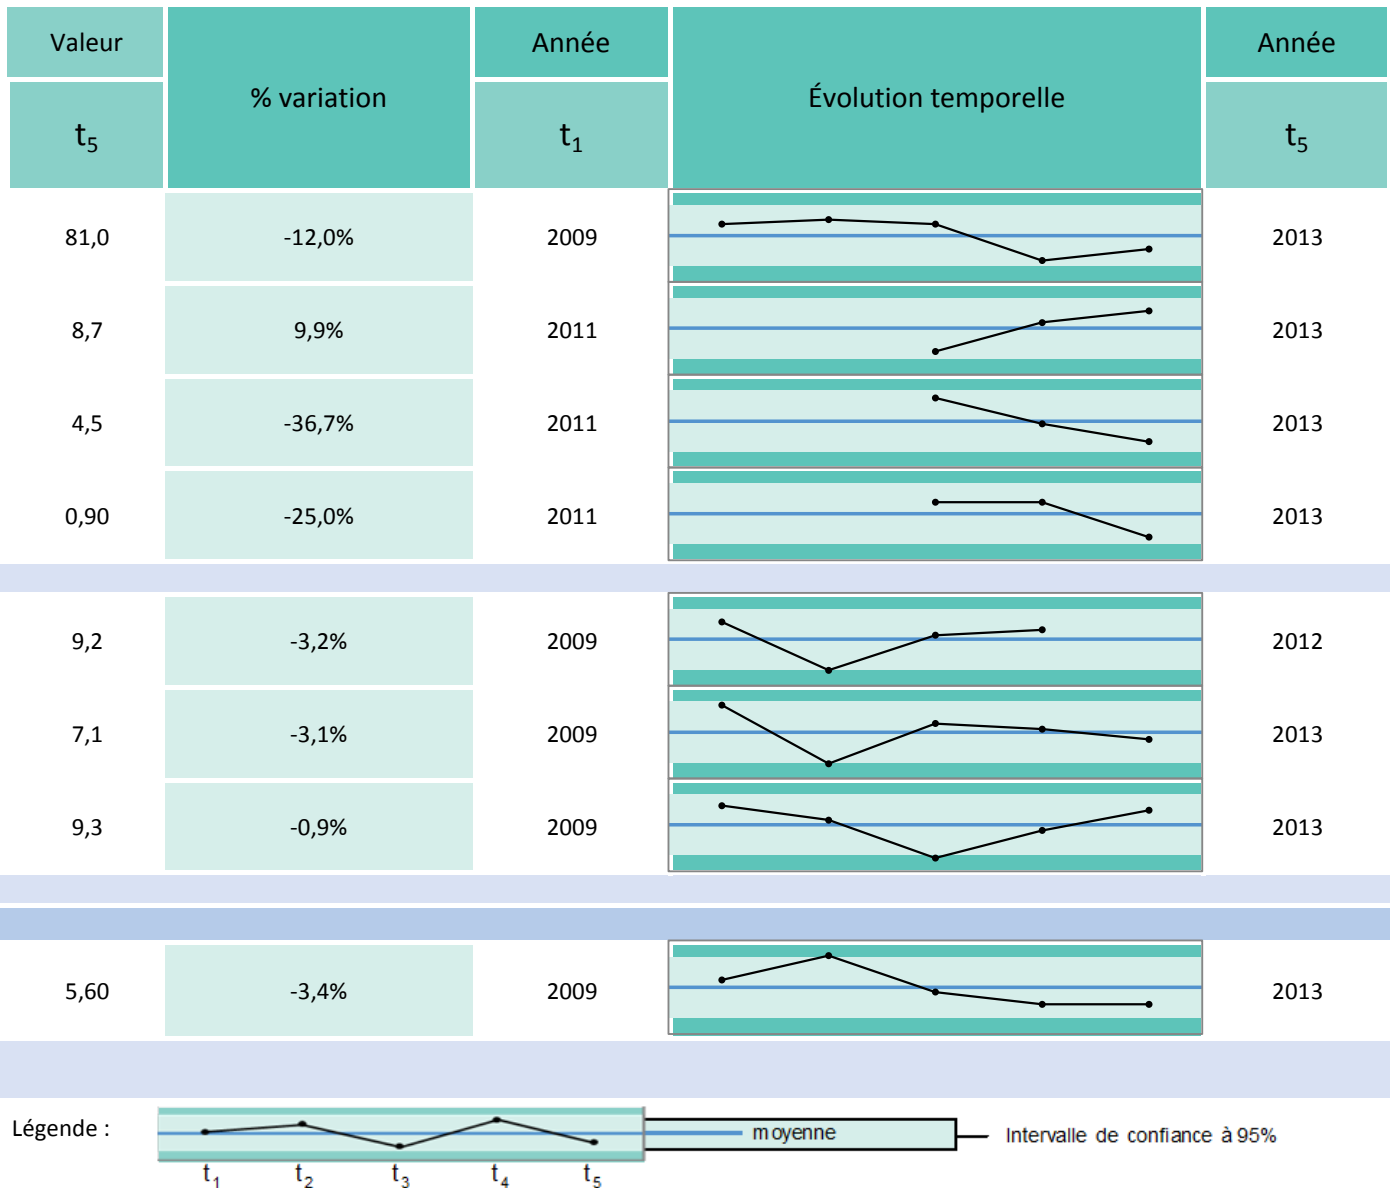 Valeur % variation Année Évolution temporelle Année
t5 t1 t5
81,0 -12,0% 2009 2013
8,7 9,9% 2011 2013
4,5 -36,7% 2011 2013
0,90 -25,0% 2011 2013
9,2 -3,2% 2009 2012
7,1 -3,1% 2009 2013
9,3 -0,9% 2009 2013
5,60 -3,4% 2009 2013
Légende : moyenne Intervalle de confiance à 95%
t1 t2 t3 t4 t5